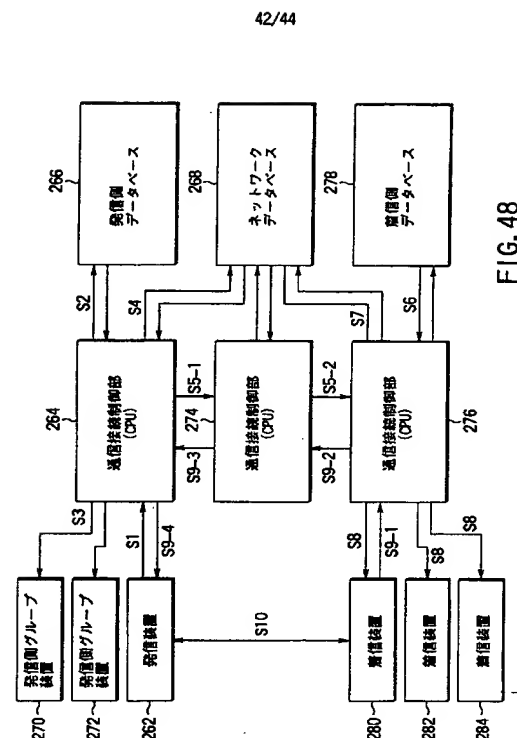 42/44
266
発信側
データベース
268
ネットワーク
データベース
278
着信側
データベース
S2
S4
S7
S6
264
通信接続制御部
(CPU)
S5-1
274
S9-3
通信接続制御部
(CPU)
S5-2
S9-2
通信接続制御部
(CPU)
276
S3
S1
S9-4
S8
S9-1
S8
S8
発信側グループ
装置
270
発信側グループ
装置
272
発信装置
262
S10
着信装置
280
着信装置
282
着信装置
284
FIG. 48